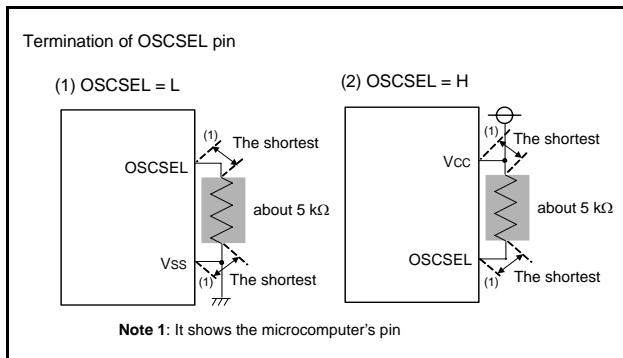 Termination of OSCSEL pin
(1) OSCSEL = L
(1)
The shortest
OSCSEL
about 5 kΩ
VSS
(1)
The shortest
(2) OSCSEL = H
(1)
The shortest
VCC
about 5 kΩ
OSCSEL
(1)
The shortest
Note 1: It shows the microcomputer's pin